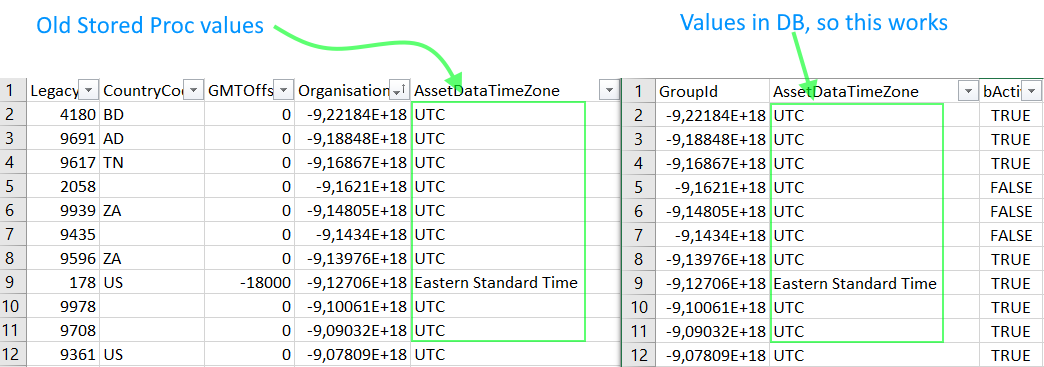 Old Stored Proc values
Values in DB, so this works
1 Legacy CountryCo GMTOffs Organisation AssetDataTimeZone 1 GroupId AssetDataTimeZone bActi
2 4180 BD 0 -9,22184E+18 UTC 2 -9,22184E+18 UTC TRUE
3 9691 AD 0 -9,18848E+18 UTC 3 -9,18848E+18 UTC TRUE
4 9617 TN 0 -9,16867E+18 UTC 4 -9,16867E+18 UTC TRUE
5 2058 0 -9,1621E+18 UTC 5 -9,1621E+18 UTC FALSE
6 9939 ZA 0 -9,14805E+18 UTC 6 -9,14805E+18 UTC FALSE
7 9435 0 -9,1434E+18 UTC 7 -9,1434E+18 UTC FALSE
8 9596 ZA 0 -9,13976E+18 UTC 8 -9,13976E+18 UTC TRUE
9 178 US -18000 -9,12706E+18 Eastern Standard Time 9 -9,12706E+18 Eastern Standard Time TRUE
10 9978 0 -9,10061E+18 UTC 10 -9,10061E+18 UTC TRUE
11 9708 0 -9,09032E+18 UTC 11 -9,09032E+18 UTC TRUE
12 9361 US 0 -9,07809E+18 UTC 12 -9,07809E+18 UTC TRUE